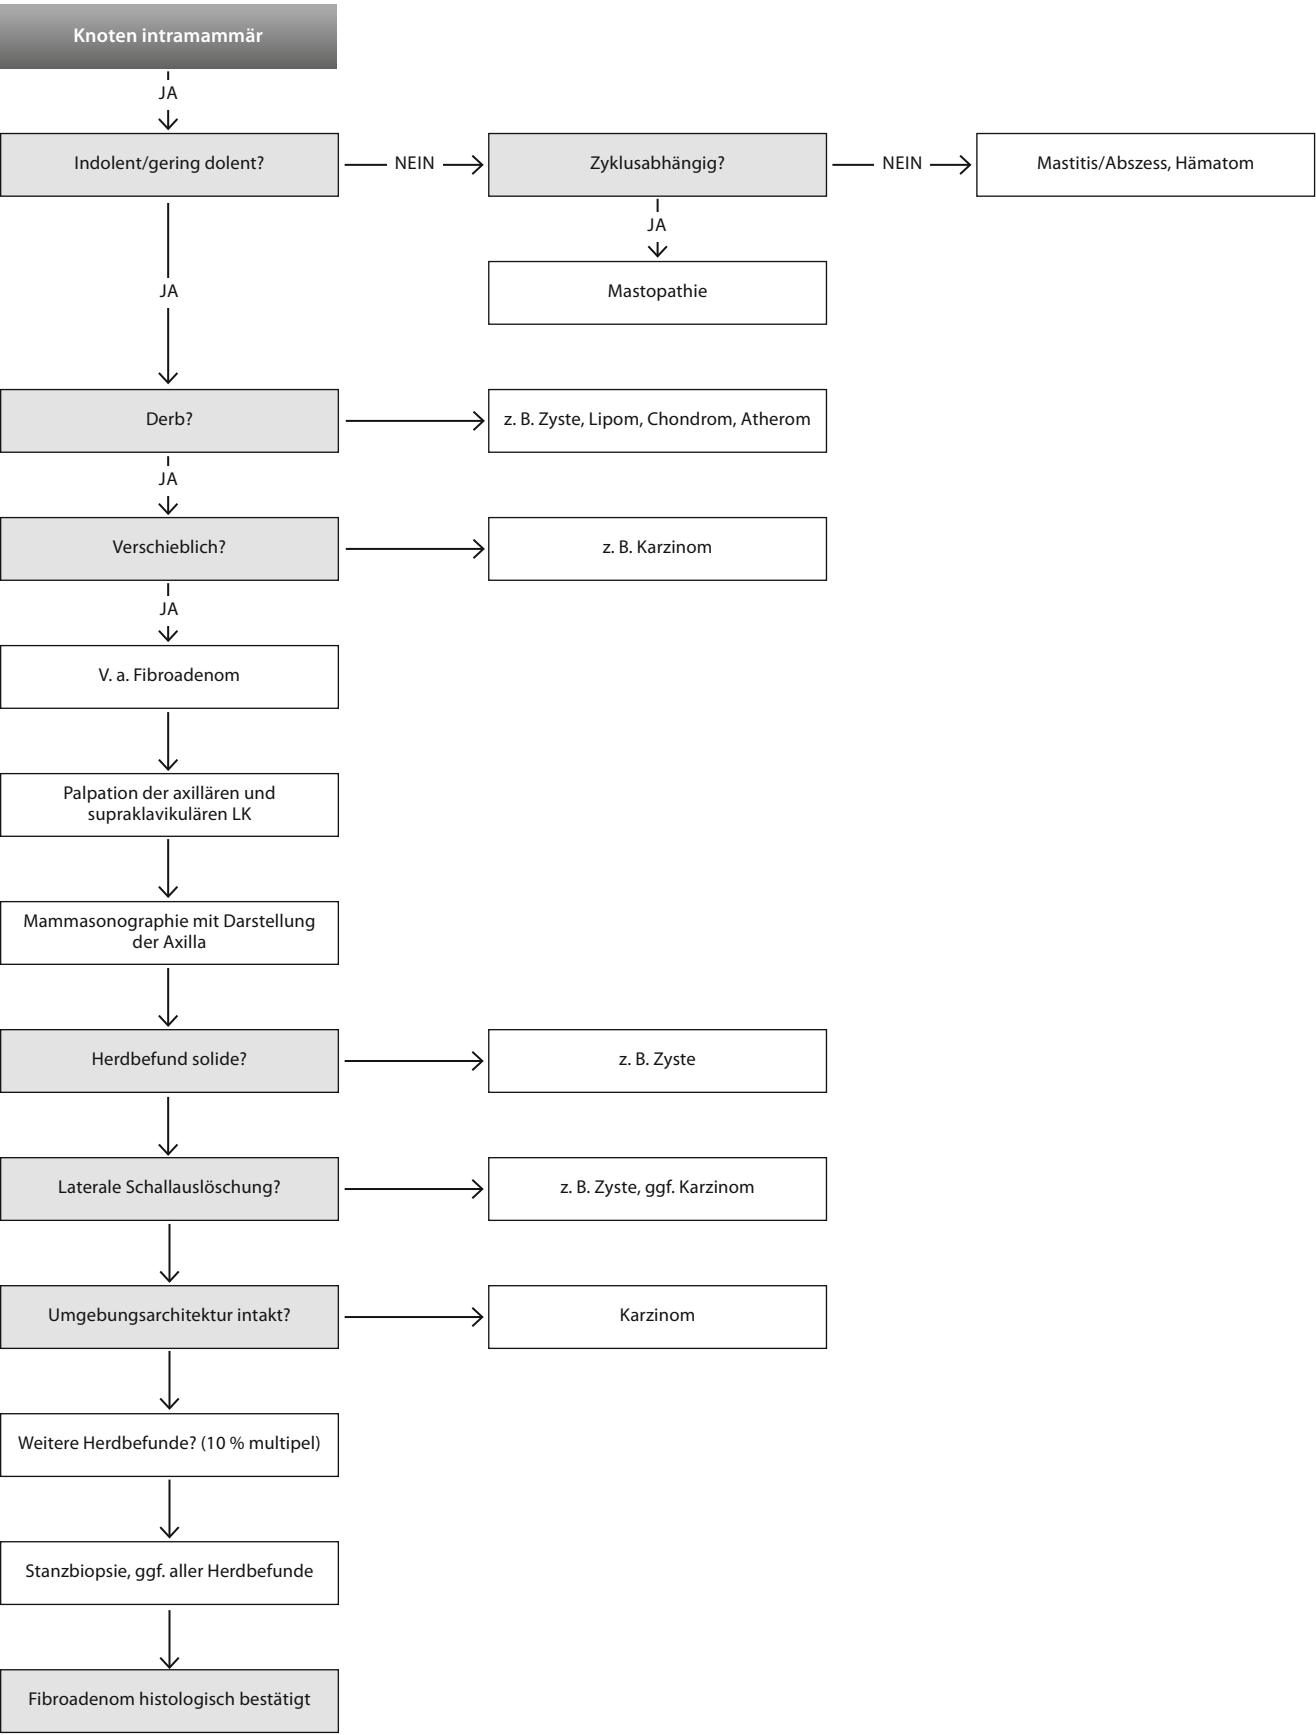 Knoten intramammär
JA
Indolent/gering dolent?
NEIN
Zyklusabhängig?
NEIN
Mastitis/Abszess, Hämatom
JA
Mastopathie
JA
Derb?
z. B. Zyste, Lipom, Chondrom, Atherom
JA
Verschieblich?
z. B. Karzinom
JA
V. a. Fibroadenom
Palpation der axillären und
supraklavikulären LK
Mammasonographie mit Darstellung
der Axilla
Herdbefund solide?
z. B. Zyste
Laterale Schallauslöschung?
z. B. Zyste, ggf. Karzinom
Umgebungsarchitektur intakt?
Karzinom
Weitere Herdbefunde? (10 % multipel)
Stanzbiopsie, ggf. aller Herdbefunde
Fibroadenom histologisch bestätigt